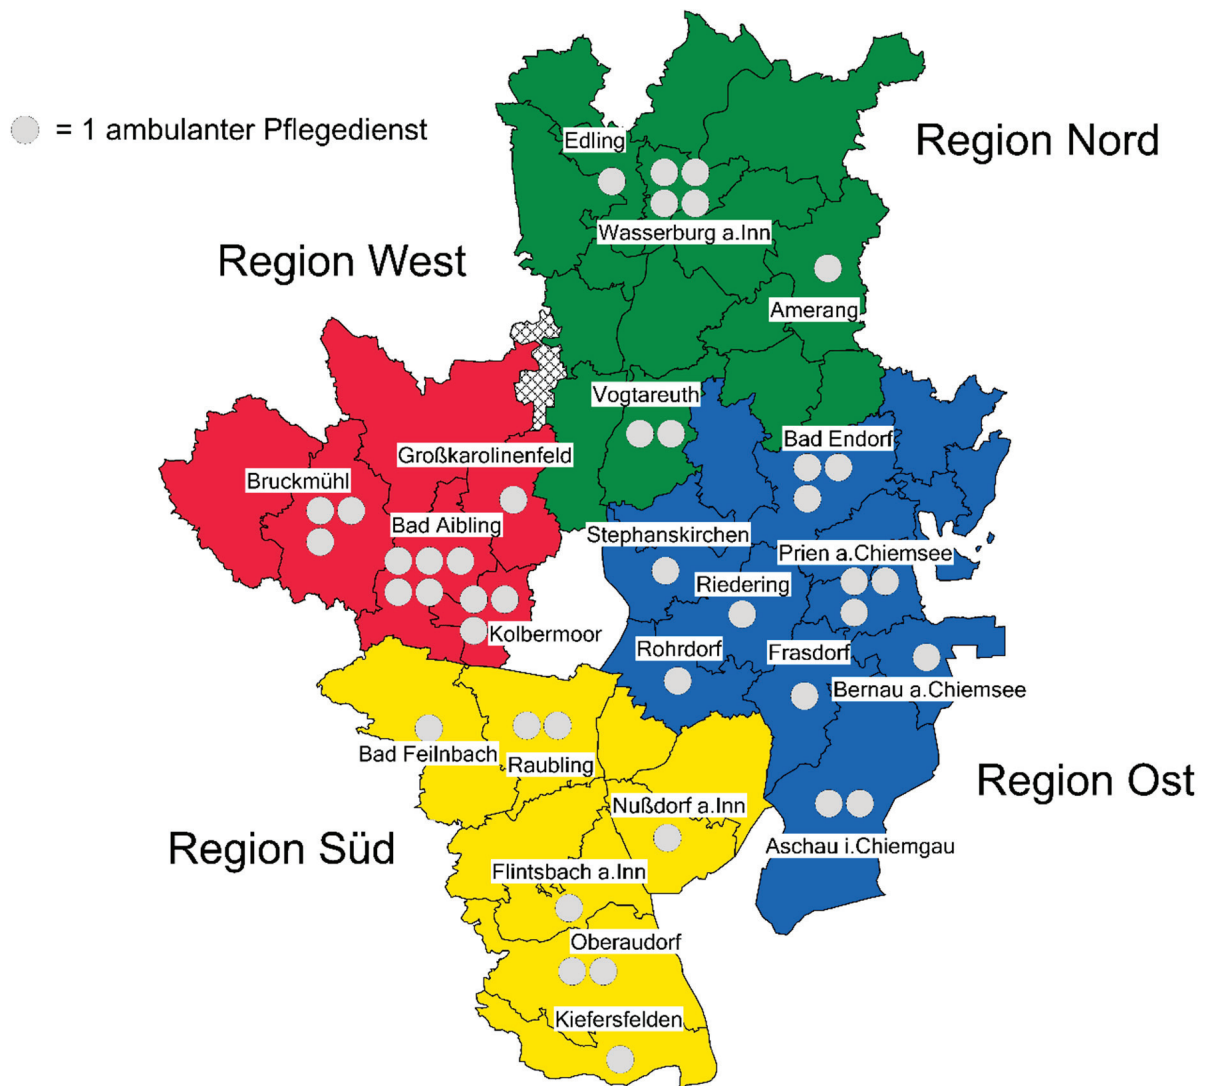 = 1 ambulanter Pflegedienst
Region Nord
Edling
Wasserburg a.Inn
Region West
Amerang
Vogtareuth
Bad Endorf
Großkarolinenfeld
Bruckmühl
Bad Aibling
Stephanskirchen
Prien a.Chiemsee
Riedering
Kolbermoor
Rohrdorf
Frasdorf
Bernau a.Chiemsee
Bad Feilnbach
Raubling
Region Ost
Nußdorf a.Inn
Region Süd
Aschau i.Chiemgau
Flintsbach a.Inn
Oberaudorf
Kiefersfelden